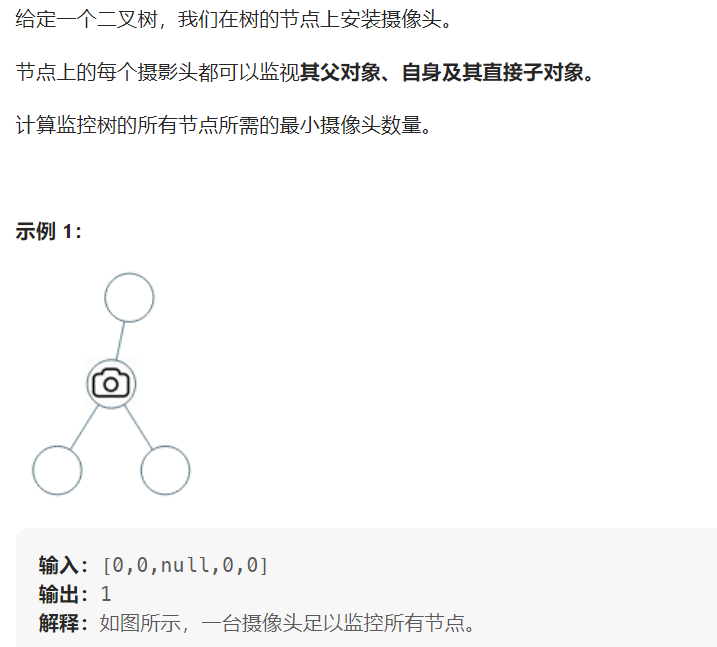 给定一个二叉树，我们在树的节点上安装摄像头。
节点上的每个摄影头都可以监视其父对象、自身及其直接子对象。
计算监控树的所有节点所需的最小摄像头数量。
示例 1：
输入：[0,0,null,0,0]
输出：1
解释：如图所示，一台摄像头足以监控所有节点。